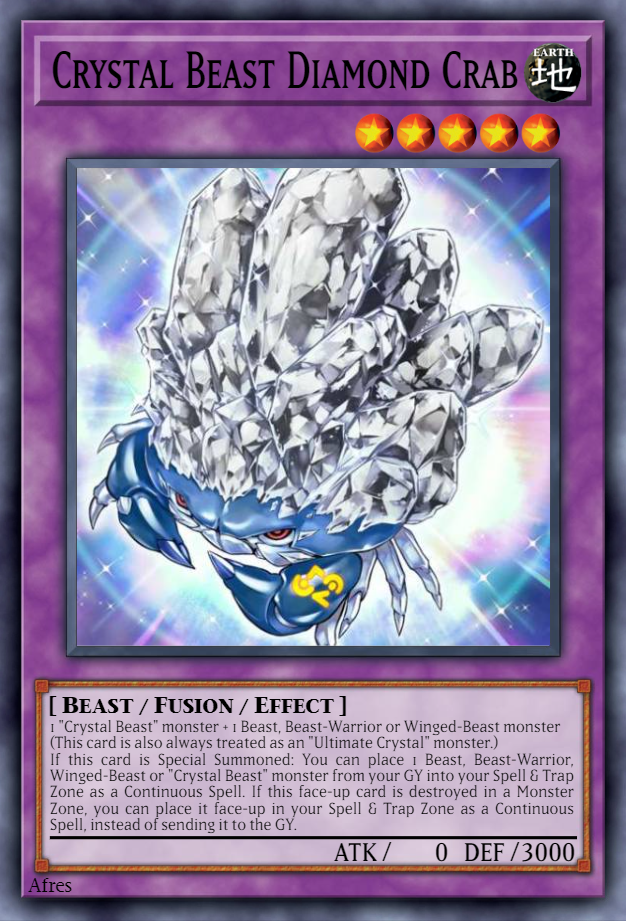 Crystal Beast Diamond Crab
EARTH
地
[ Beast / Fusion / Effect ]
1 "Crystal Beast" monster + 1 Beast, Beast-Warrior or Winged-Beast monster
(This card is also always treated as an "Ultimate Crystal" monster.)
If this card is Special Summoned: You can place 1 Beast, Beast-Warrior,
Winged-Beast or "Crystal Beast" monster from your GY into your Spell & Trap
Zone as a Continuous Spell. If this face-up card is destroyed in a Monster
Zone, you can place it face-up in your Spell & Trap Zone as a Continuous
Spell, instead of sending it to the GY.
ATK / 0 DEF /3000
Afres